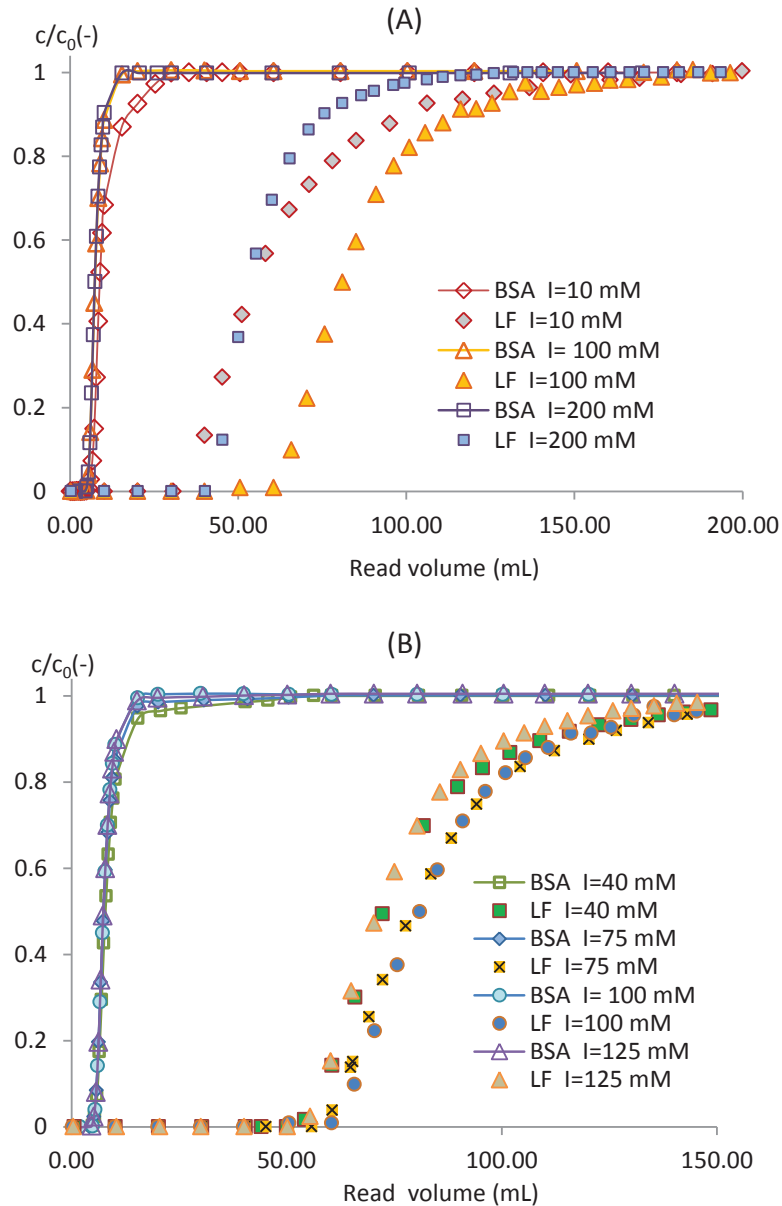 (A)
c/c0(-)
1
0.8
0.6
0.4
0.2
0
BSA I=10 mM
LF I=10 mM
BSA I= 100 mM
LF I=100 mM
BSA I=200 mM
LF I=200 mM
0.00 50.00 100.00 150.00 200.00
Read volume (mL)
(B)
c/c0(-)
1
0.8
0.6
0.4
0.2
0
BSA I=40 mM
LF I=40 mM
BSA I=75 mM
LF I=75 mM
BSA I= 100 mM
LF I=100 mM
BSA I=125 mM
LF I=125 mM
0.00 50.00 100.00 150.00
Read volume (mL)